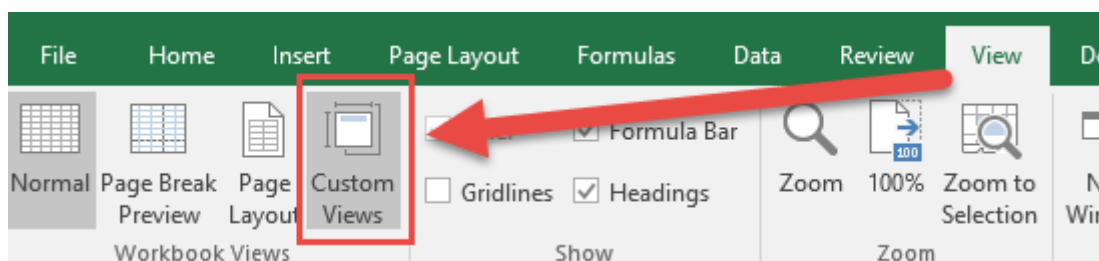 File Home Insert Page Layout Formulas Data Review View
Formula Bar
100
Normal Page Break Preview Page Layout Custom Views
Gridlines Headings
Zoom 100% Zoom to Selection
Workbook Views Show Zoom